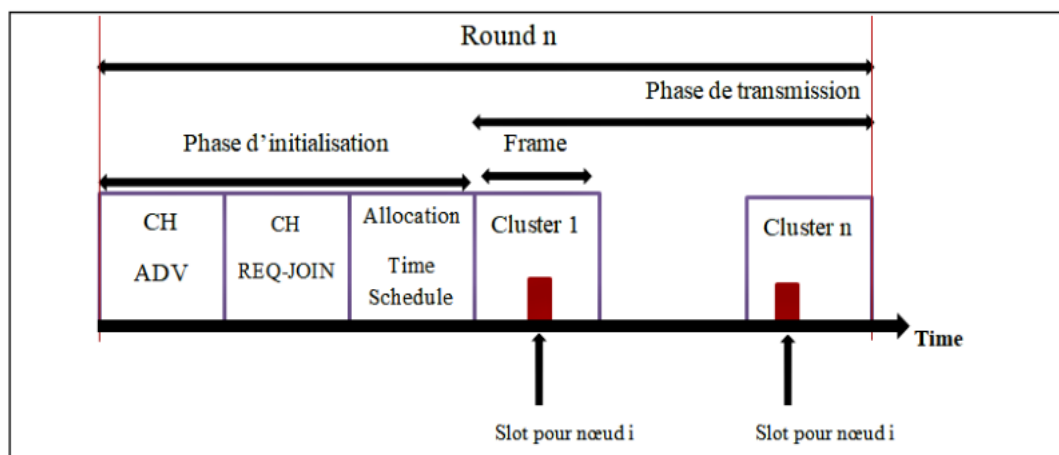 Round n
Phase de transmission
Phase d’initialisation
Frame
CH
ADV
CH
REQ-JOIN
Allocation
Time
Schedule
Cluster 1
Cluster n
Time
Slot pour nœud i
Slot pour nœud i